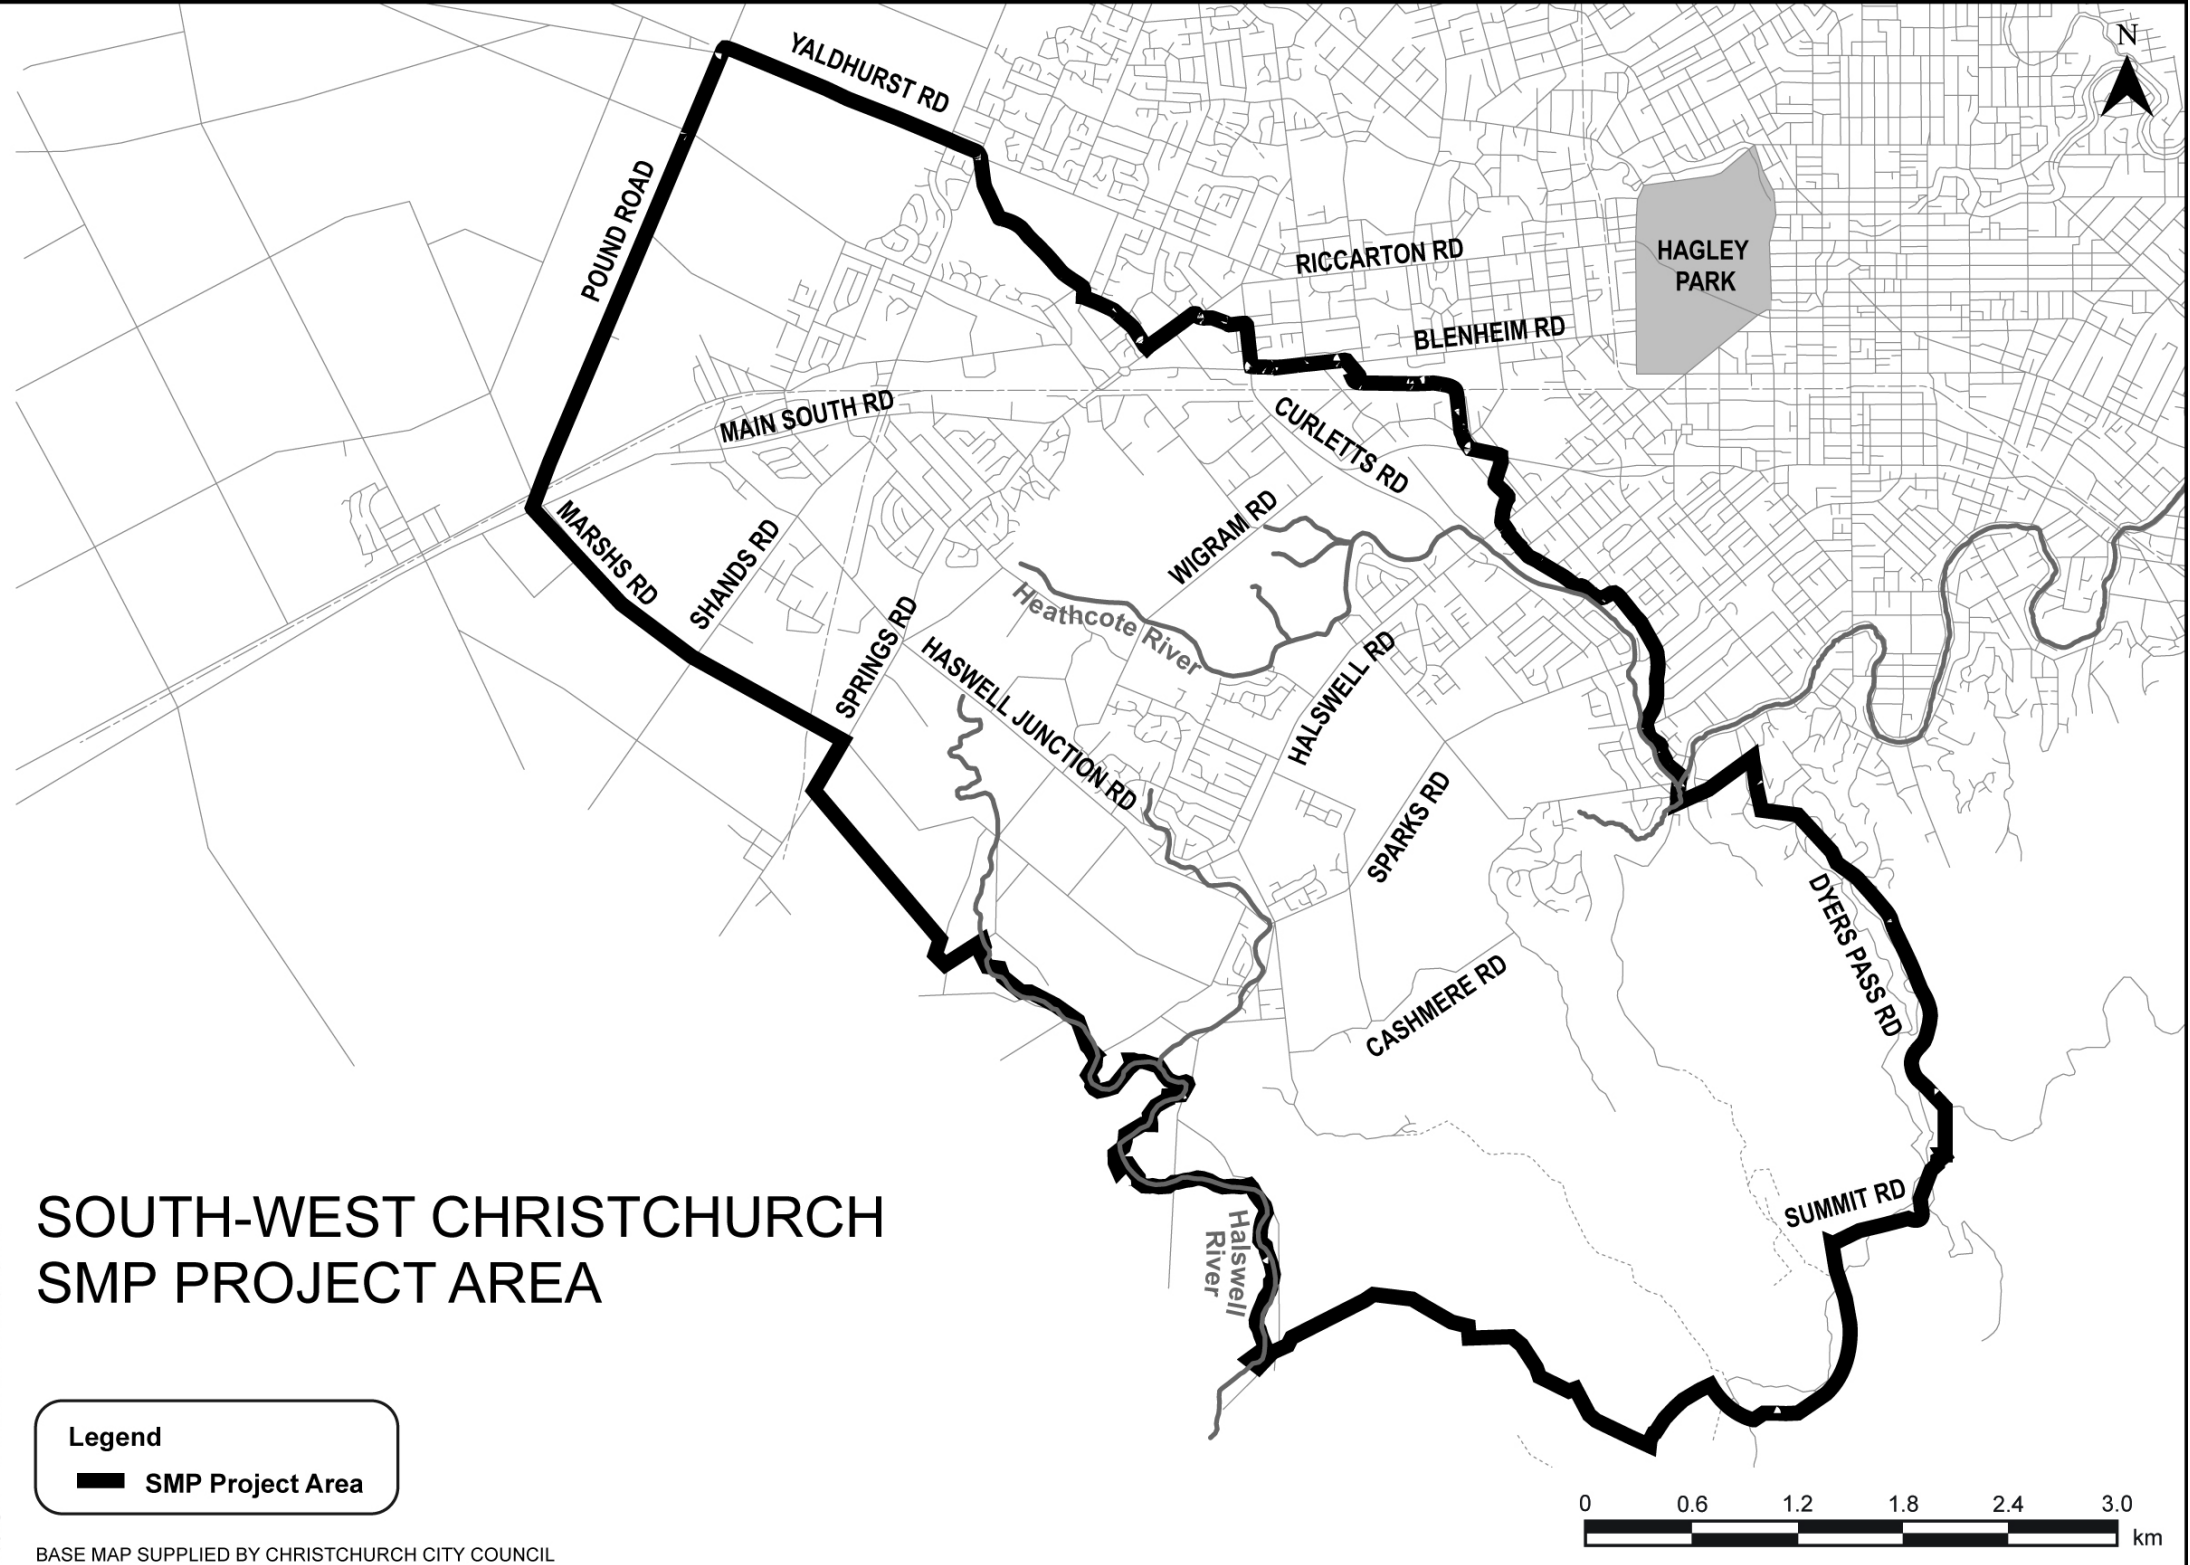 N
YALDHURST RD
POUND ROAD
RICCARTON RD
HAGLEY
PARK
BLENHEIM RD
MAIN SOUTH RD
CURLETTS RD
MARSHS RD
SHANDS RD
WIGRAM RD
Heathcote River
SPRINGS RD
HASWELL JUNCTION RD
HALSWELL RD
SPARKS RD
DYERS PASS RD
CASHMERE RD
SUMMIT RD
Halswell
River
SOUTH-WEST CHRISTCHURCH
SMP PROJECT AREA
Legend
SMP Project Area
0 0.6 1.2 1.8 2.4 3.0
km
BASE MAP SUPPLIED BY CHRISTCHURCH CITY COUNCIL